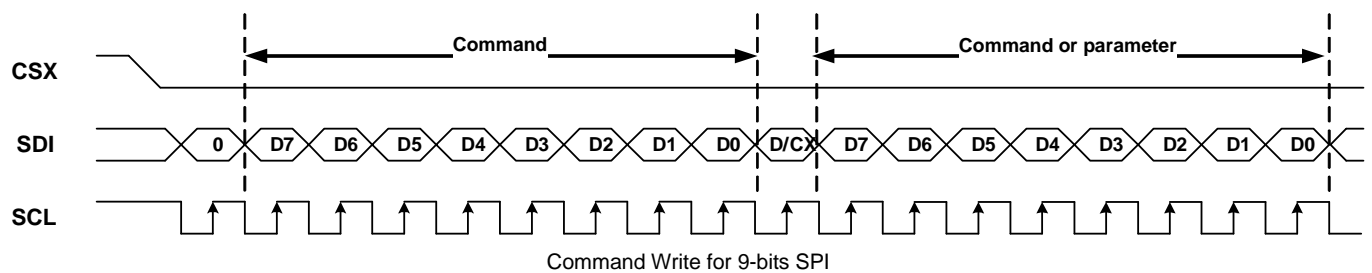 Command Command or parameter
CSX
SDI 0 D7 D6 D5 D4 D3 D2 D1 D0 D/CX D7 D6 D5 D4 D3 D2 D1 D0
SCL
Command Write for 9-bits SPI